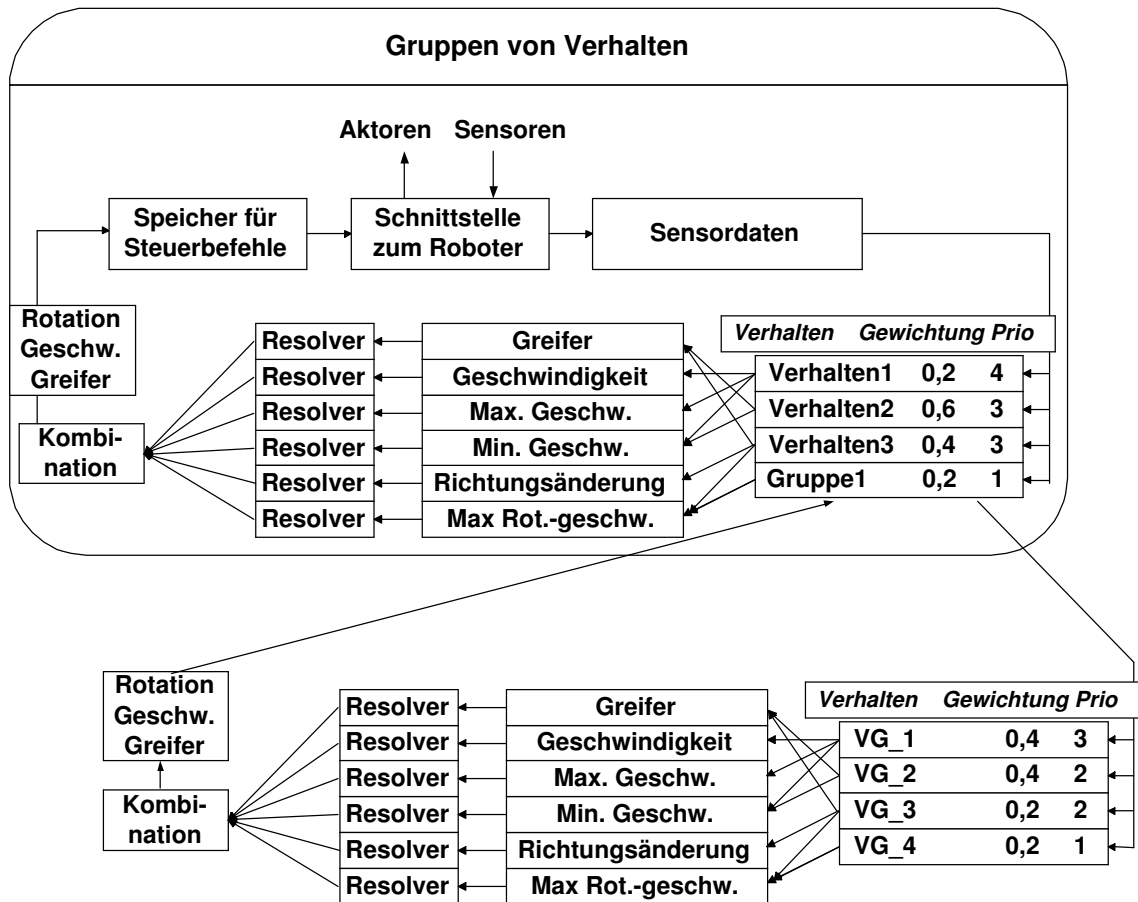 Gruppen von Verhalten
Aktoren Sensoren
Speicher für
Steuerbefehle
Schnittstelle
zum Roboter
Sensordaten
Rotation
Geschw.
Greifer
Kombi-
nation
Resolver
Resolver
Resolver
Resolver
Resolver
Resolver
Greifer
Geschwindigkeit
Max. Geschw.
Min. Geschw.
Richtungsänderung
Max Rot.-geschw.
Verhalten Gewichtung Prio
Verhalten1 0,2 4
Verhalten2 0,6 3
Verhalten3 0,4 3
Gruppe1 0,2 1
Rotation
Geschw.
Greifer
Kombi-
nation
Resolver
Resolver
Resolver
Resolver
Resolver
Resolver
Greifer
Geschwindigkeit
Max. Geschw.
Min. Geschw.
Richtungsänderung
Max Rot.-geschw.
Verhalten Gewichtung Prio
VG_1 0,4 3
VG_2 0,4 2
VG_3 0,2 2
VG_4 0,2 1